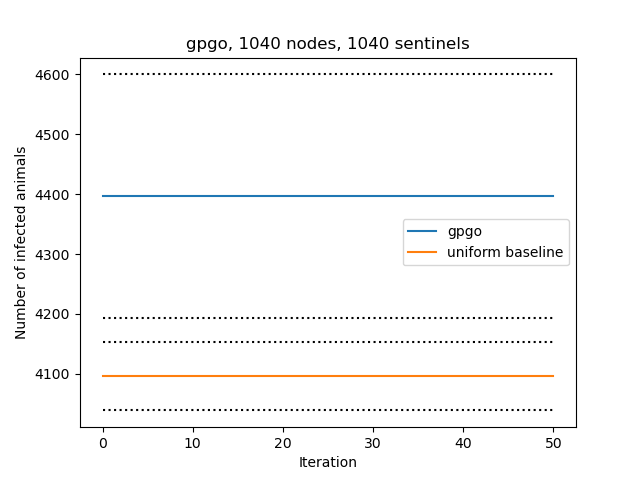 gpgo, 1040 nodes, 1040 sentinels
4600
4500
4400
4300
4200
4100
Number of infected animals
gpgo
uniform baseline
0 10 20 30 40 50
Iteration